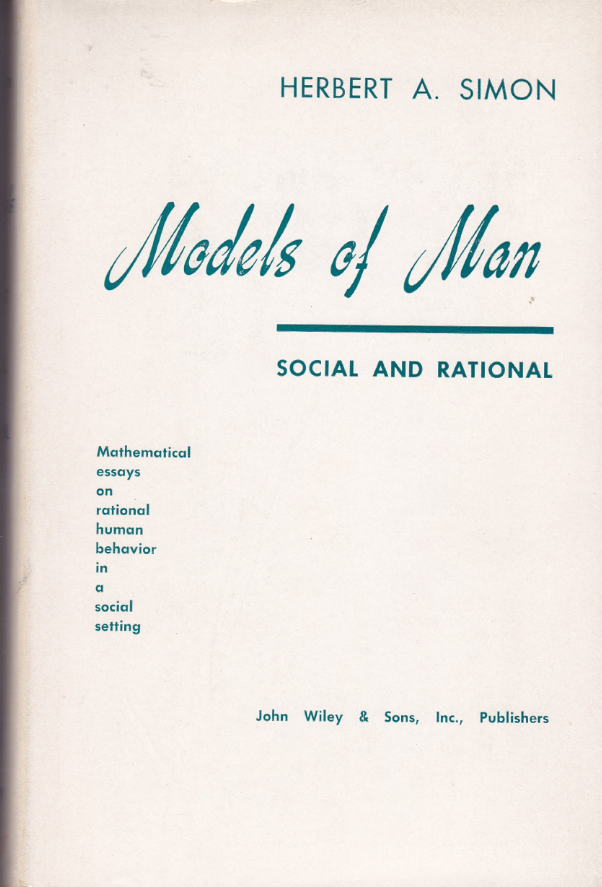 HERBERT A. SIMON
Models of Man
SOCIAL AND RATIONAL
Mathematical
essays
on
rational
human
behavior
in
a
social
setting
John Wiley & Sons, Inc., Publishers